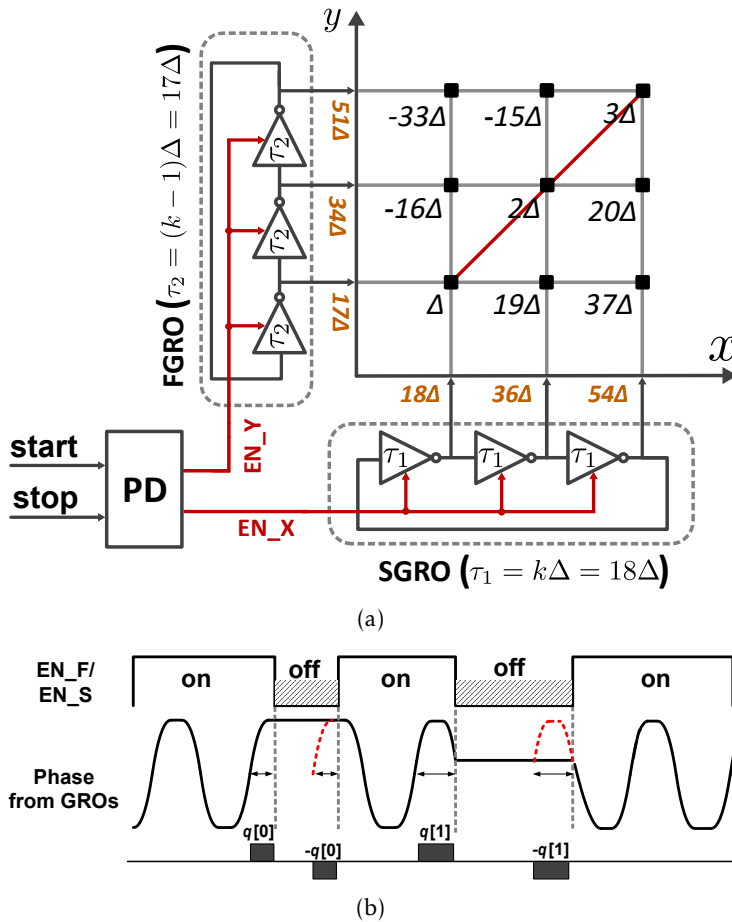 y
FGRO (τ₂ = (k − 1)Δ = 17Δ)
τ₂
τ₂
τ₂
51Δ
34Δ
17Δ
-33Δ -15Δ 3Δ
-16Δ 2Δ 20Δ
Δ 19Δ 37Δ
x
18Δ 36Δ 54Δ
start
stop
PD
EN_Y
EN_X
τ₁ τ₁ τ₁
SGRO (τ₁ = kΔ = 18Δ)
(a)
EN_F/
EN_S
on off on off on
Phase
from GROs
q[0] -q[0] q[1] -q[1]
(b)